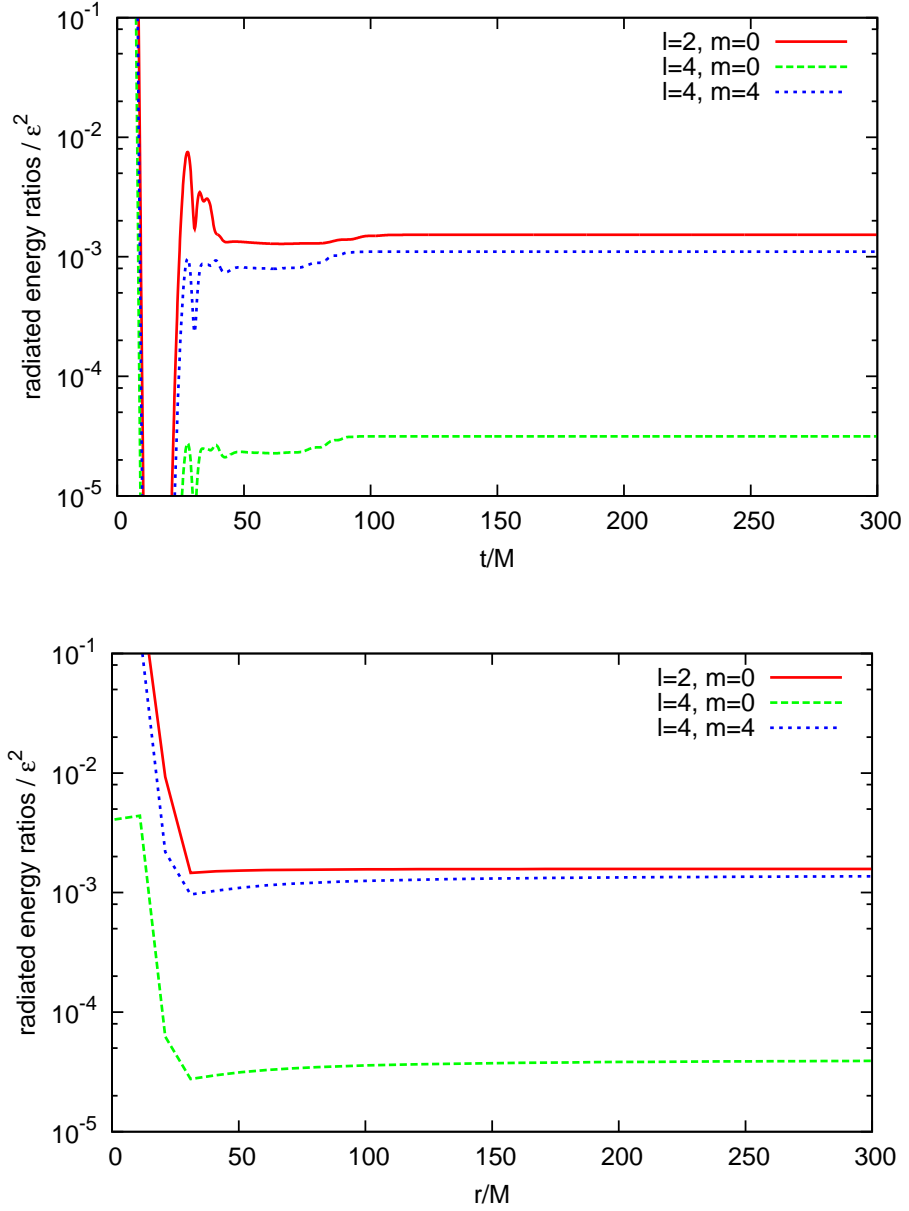 radiated energy ratios / ε²
10⁻¹
10⁻²
10⁻³
10⁻⁴
10⁻⁵
l=2, m=0
l=4, m=0
l=4, m=4
0 50 100 150 200 250 300
t/M
radiated energy ratios / ε²
10⁻¹
10⁻²
10⁻³
10⁻⁴
10⁻⁵
l=2, m=0
l=4, m=0
l=4, m=4
0 50 100 150 200 250 300
r/M